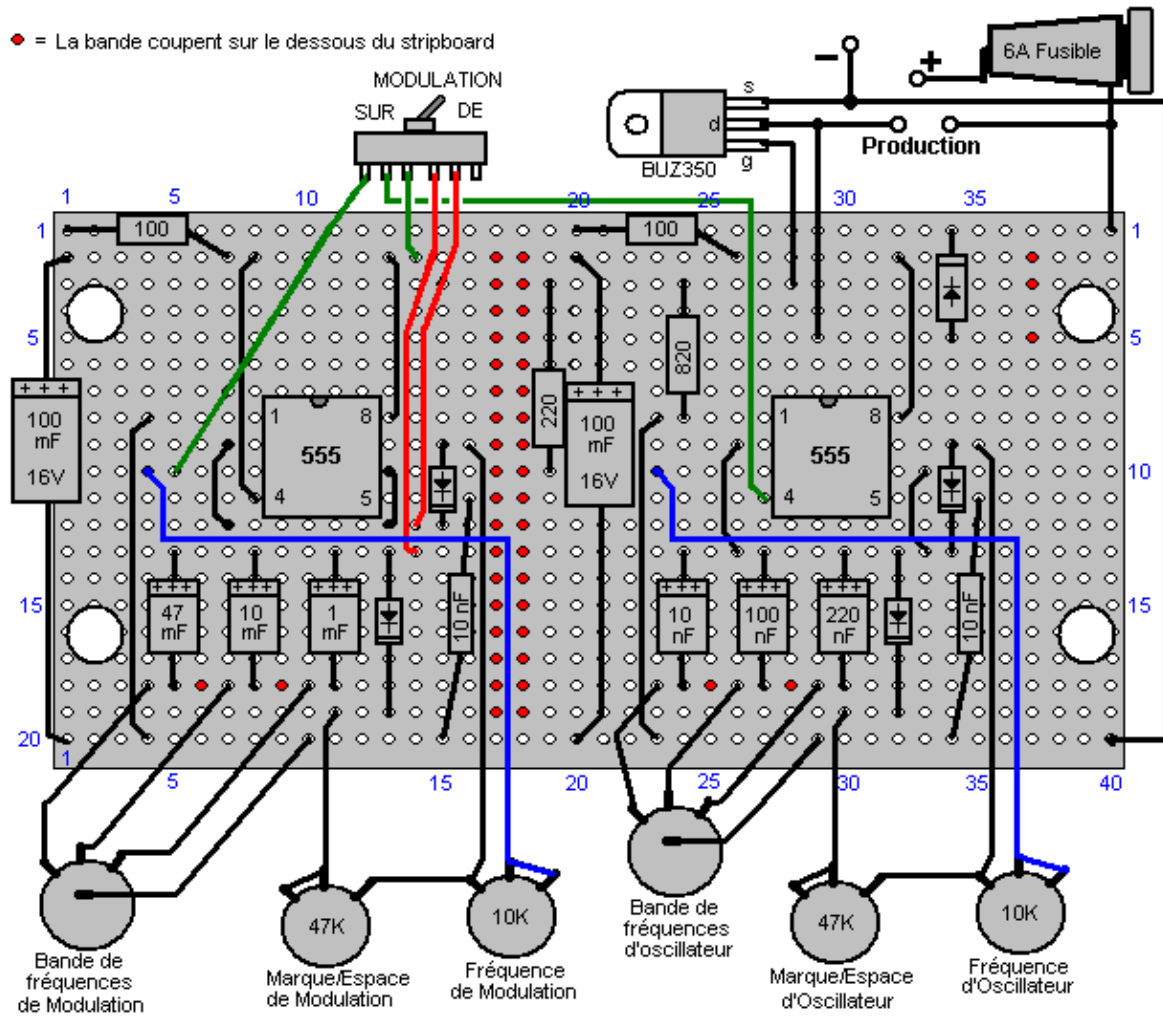 = La bande coupent sur le dessous du stripboard
MODULATION
SUR DE
6A Fusible
+
−
s
d
g
BUZ350
Production
1 5 10 20 25 30 35
1
1
100
100
5
5
+ + +
100
mF
16V
1
8
555
4
5
220
+ + +
100
mF
16V
820
1
8
555
4
5
10
15
15
+++
47
mF
+++
10
mF
+++
1
mF
10 nF
+++
10
nF
+++
100
nF
+++
220
nF
10 nF
20
20
1
5 10 15 20 25 30 35 40
47K
10K
47K
10K
Bande de
fréquences
de Modulation
Marque/Espace
de Modulation
Fréquence
de Modulation
Bande de
fréquences
d'oscillateur
Marque/Espace
d'Oscillateur
Fréquence
d'Oscillateur